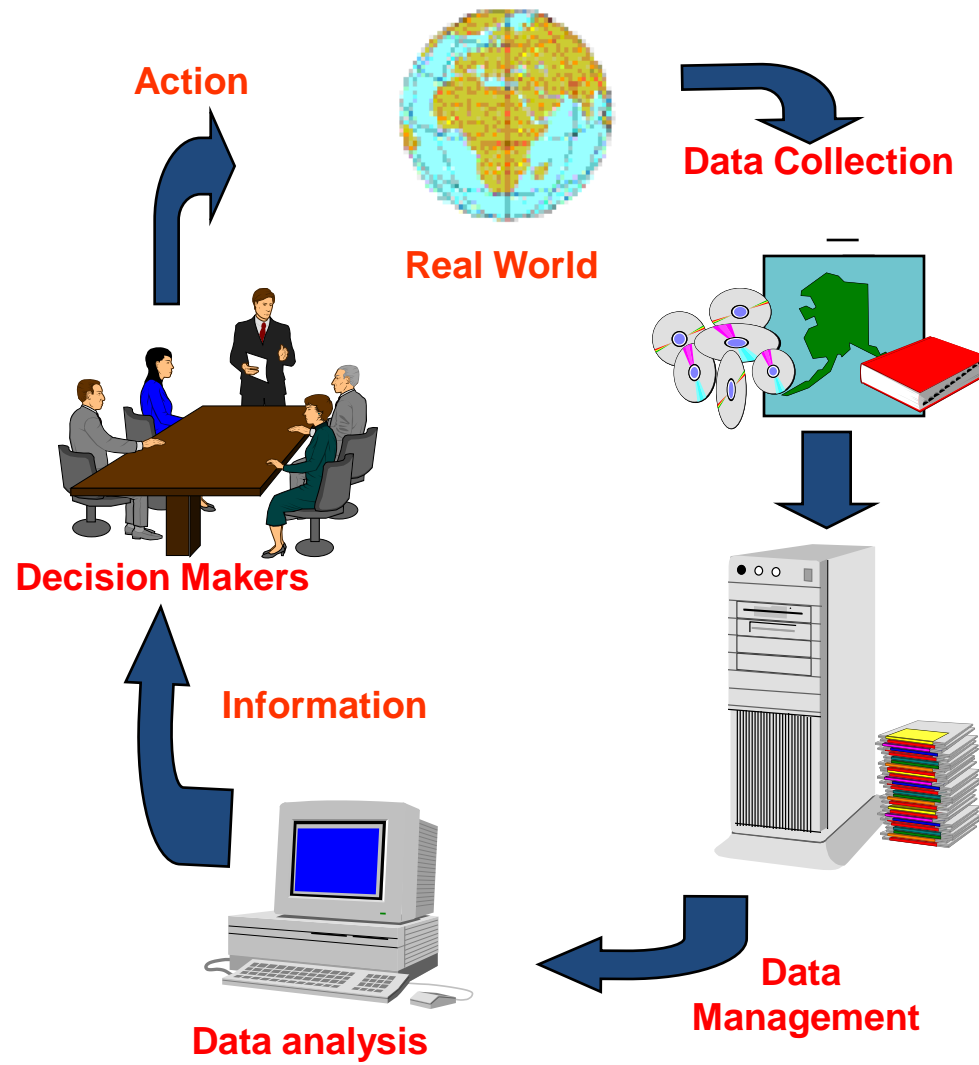 Action
Real World
Data Collection
Decision Makers
Information
Data
Management
Data analysis